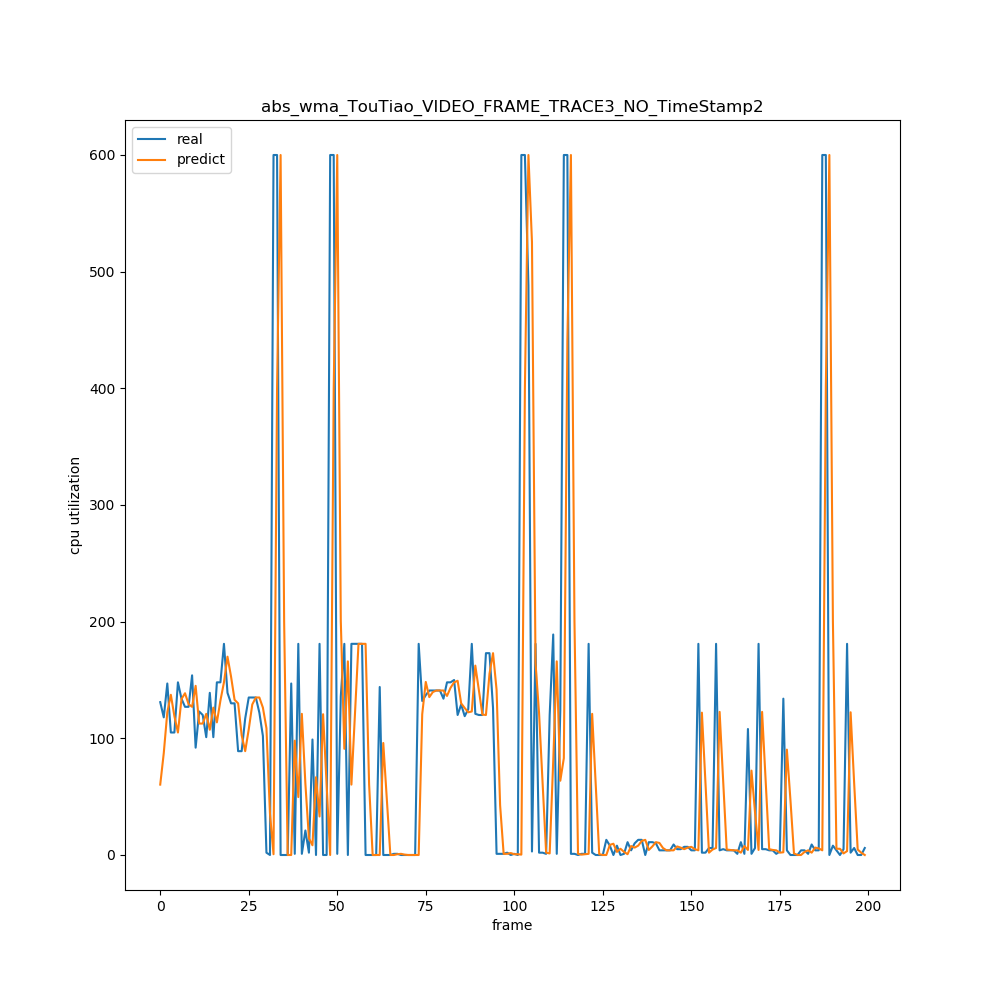 abs_wma_TouTiao_VIDEO_FRAME_TRACE3_NO_TimeStamp2
real
predict
600
500
400
300
200
100
0
cpu utilization
0 25 50 75 100 125 150 175 200
frame